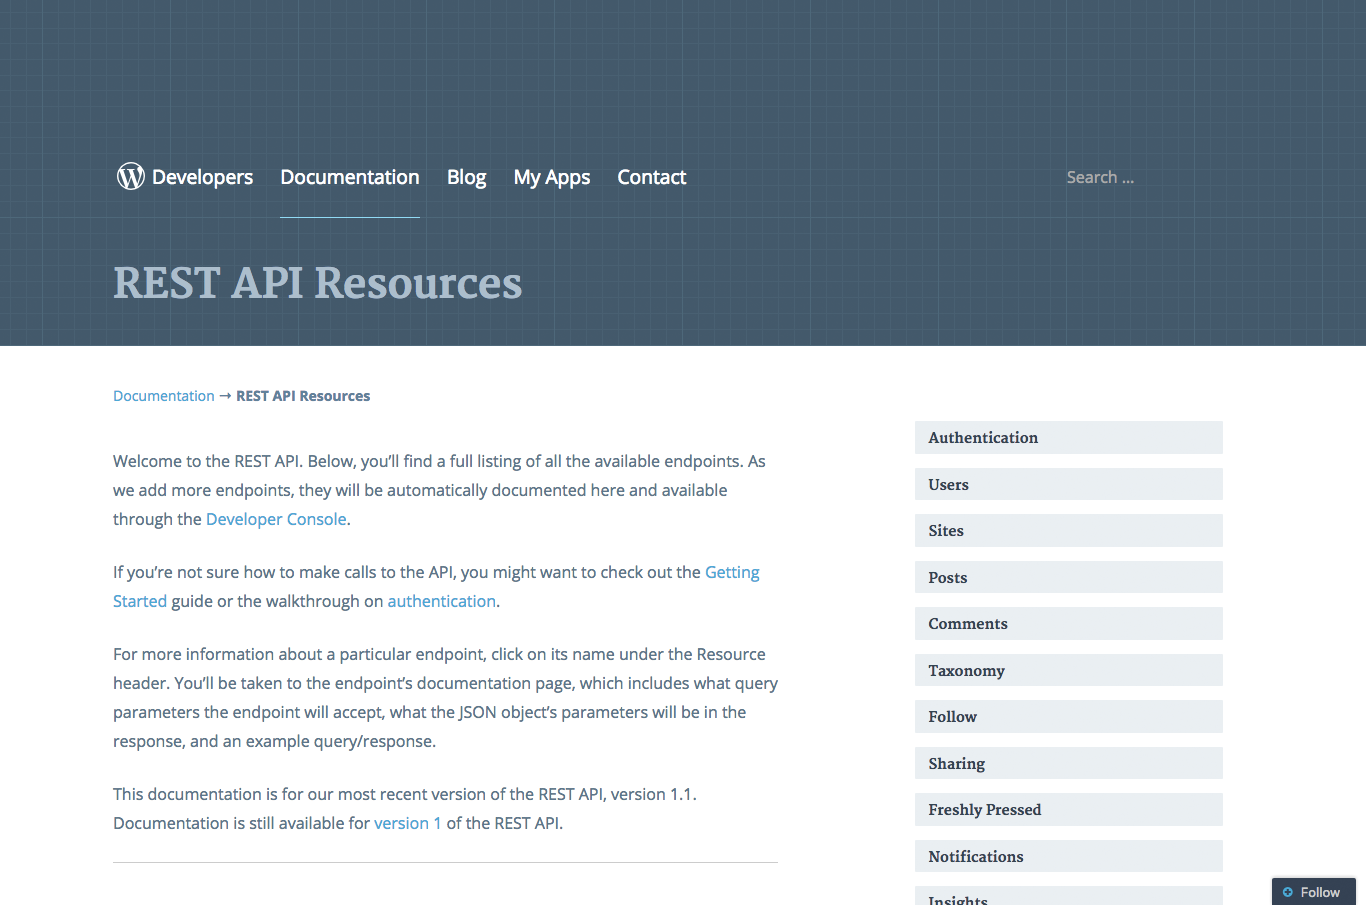 Developers Documentation Blog My Apps Contact Search ...
REST API Resources
Documentation → REST API Resources
Welcome to the REST API. Below, you’ll find a full listing of all the available endpoints. As
we add more endpoints, they will be automatically documented here and available
through the Developer Console.
If you’re not sure how to make calls to the API, you might want to check out the Getting
Started guide or the walkthrough on authentication.
For more information about a particular endpoint, click on its name under the Resource
header. You’ll be taken to the endpoint’s documentation page, which includes what query
parameters the endpoint will accept, what the JSON object’s parameters will be in the
response, and an example query/response.
This documentation is for our most recent version of the REST API, version 1.1.
Documentation is still available for version 1 of the REST API.
Authentication
Users
Sites
Posts
Comments
Taxonomy
Follow
Sharing
Freshly Pressed
Notifications
Insights
Follow